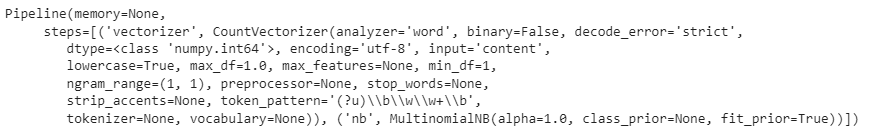 Pipeline(memory=None,
steps=[('vectorizer', CountVectorizer(analyzer='word', binary=False, decode_error='strict',
dtype=<class 'numpy.int64'>, encoding='utf-8', input='content',
lowercase=True, max_df=1.0, max_features=None, min_df=1,
ngram_range=(1, 1), preprocessor=None, stop_words=None,
strip_accents=None, token_pattern='(?u)\\b\\w\\w+\\b',
tokenizer=None, vocabulary=None)), ('nb', MultinomialNB(alpha=1.0, class_prior=None, fit_prior=True))])